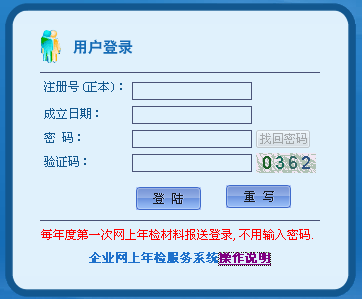 用户登录
注册号(正本)：
成立日期：
密 码： 找回密码
验证码： 0362
登 陆 重 写
每年度第一次网上年检材料报送登录,不用输入密码.
企业网上年检服务系统操作说明